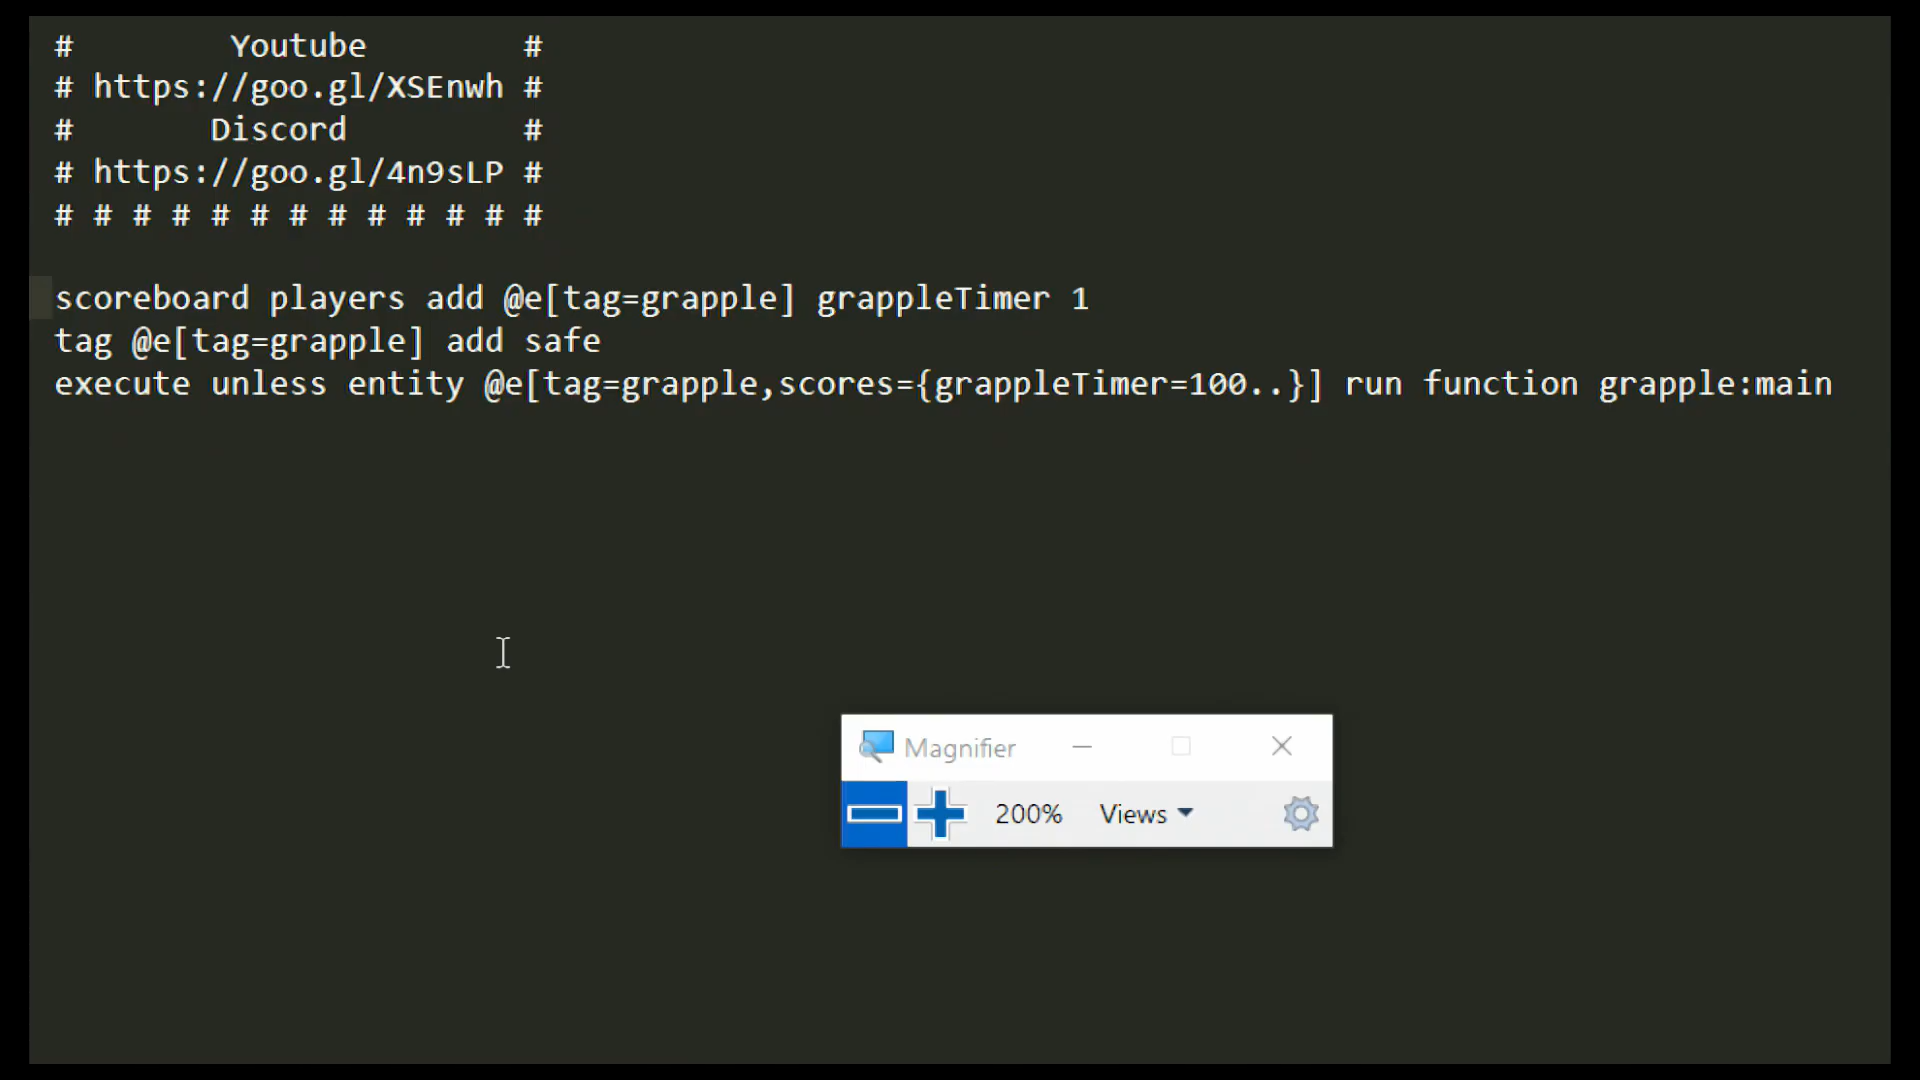 # Youtube #
# https://goo.gl/XSEnwh #
# Discord #
# https://goo.gl/4n9sLP #
# # # # # # # # # # # # #
scoreboard players add @e[tag=grapple] grappleTimer 1
tag @e[tag=grapple] add safe
execute unless entity @e[tag=grapple,scores={grappleTimer=100..}] run function grapple:main
Magnifier
200% Views